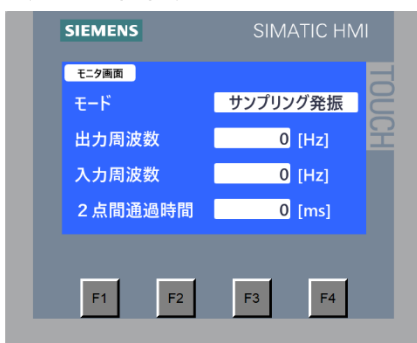 SIEMENS SIMATIC HMI
モニタ画面
TOUCH
モード サンプリング発振
出力周波数 0 [Hz]
入力周波数 0 [Hz]
2点間通過時間 0 [ms]
F1 F2 F3 F4